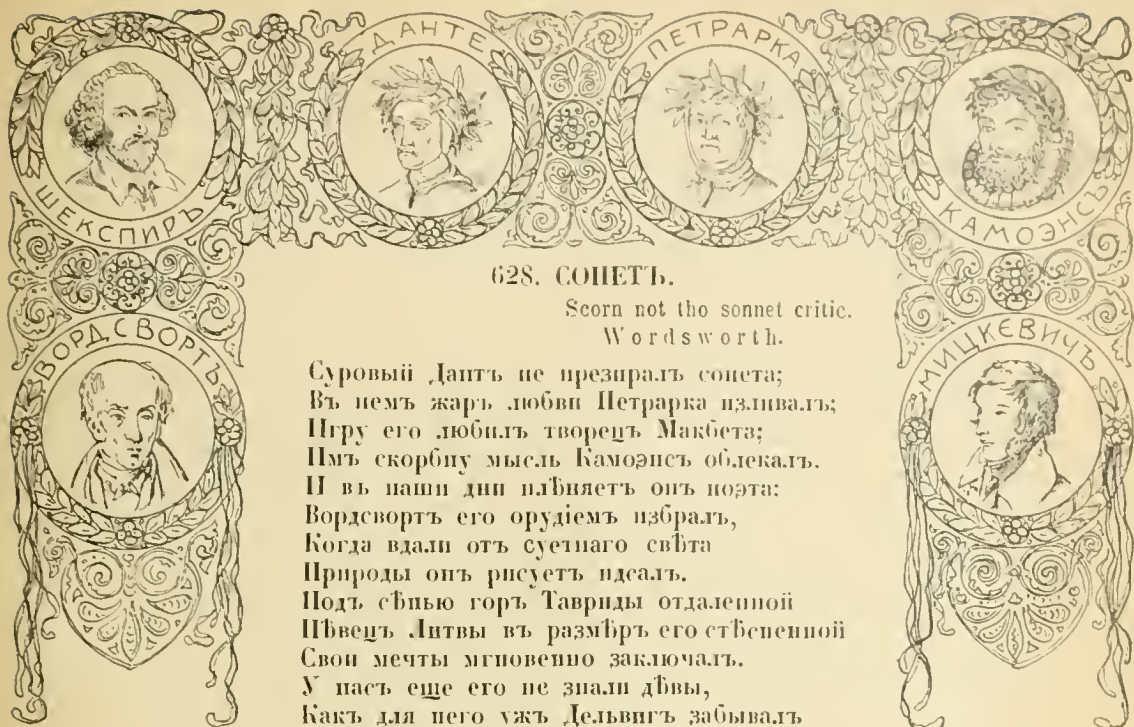 ШЕКСПИРЪ
ДАНТЕ
ПЕТРАРКА
КАМОЭНСЪ
ВОРДСВОРТЪ
МИЦКЕВИЧЪ
628. СОНЕТЪ.
Scorn not the sonnet critic.
Wordsworth.
Суровый Дантъ не презиралъ сонета;
Въ немъ жаръ любви Петрарка изливалъ;
Игру его любилъ творецъ Макбета;
Имъ скорбну мысль Камоэнсъ облекалъ.
И въ наши дни плѣняетъ онъ поэта:
Вордсвортъ его орудіемъ избралъ,
Когда вдали отъ суетнаго свѣта
Природы онъ рисуетъ идеалъ.
Подъ сѣнью горъ Тавриды отдаленной
Пѣвецъ Литвы въ размѣръ его стѣсненной
Свои мечты мгновенно заключалъ.
У насъ еще его не знали дѣвы,
Какъ для него ужъ Дельвигъ забывалъ